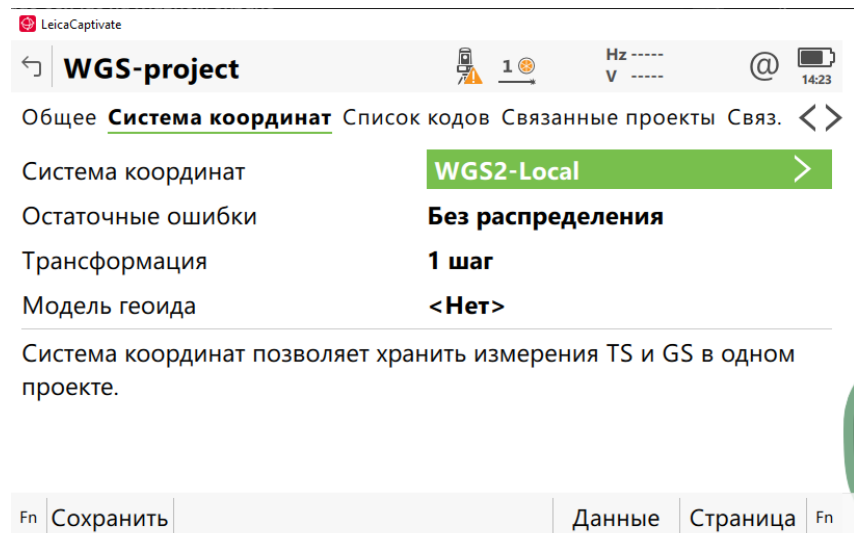 LeicaCaptivate
WGS-project 1 Hz ----- V ----- @ 14:23
Общее Система координат Список кодов Связанные проекты Связ.
Система координат WGS2-Local
Остаточные ошибки Без распределения
Трансформация 1 шаг
Модель геоида <Нет>
Система координат позволяет хранить измерения TS и GS в одном
проекте.
Fn Сохранить Данные Страница Fn